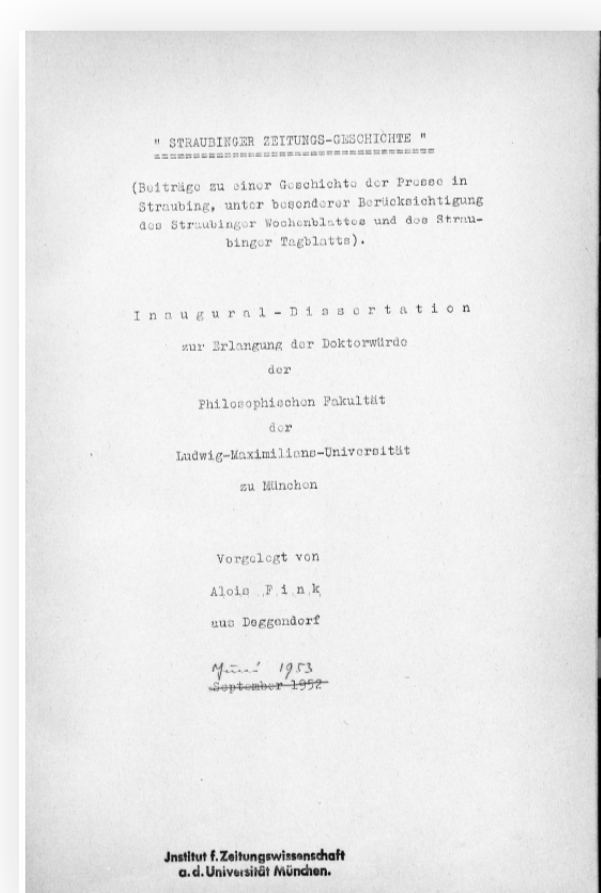 " STRAUBINGER ZEITUNGS-GESCHICHTE "
===================================
(Beiträge zu einer Geschichte der Presse in
Straubing, unter besonderer Berücksichtigung
des Straubinger Wochenblattes und des Strau-
binger Tagblatts).
I n a u g u r a l - D i s s e r t a t i o n
zur Erlangung der Doktorwürde
der
Philosophischen Fakultät
der
Ludwig-Maximilians-Universität
zu München
Vorgelegt von
Alois F i n k
aus Deggendorf
Juni 1953
September 1952
Jnstitut f. Zeitungswissenschaft
a. d. Universität München.